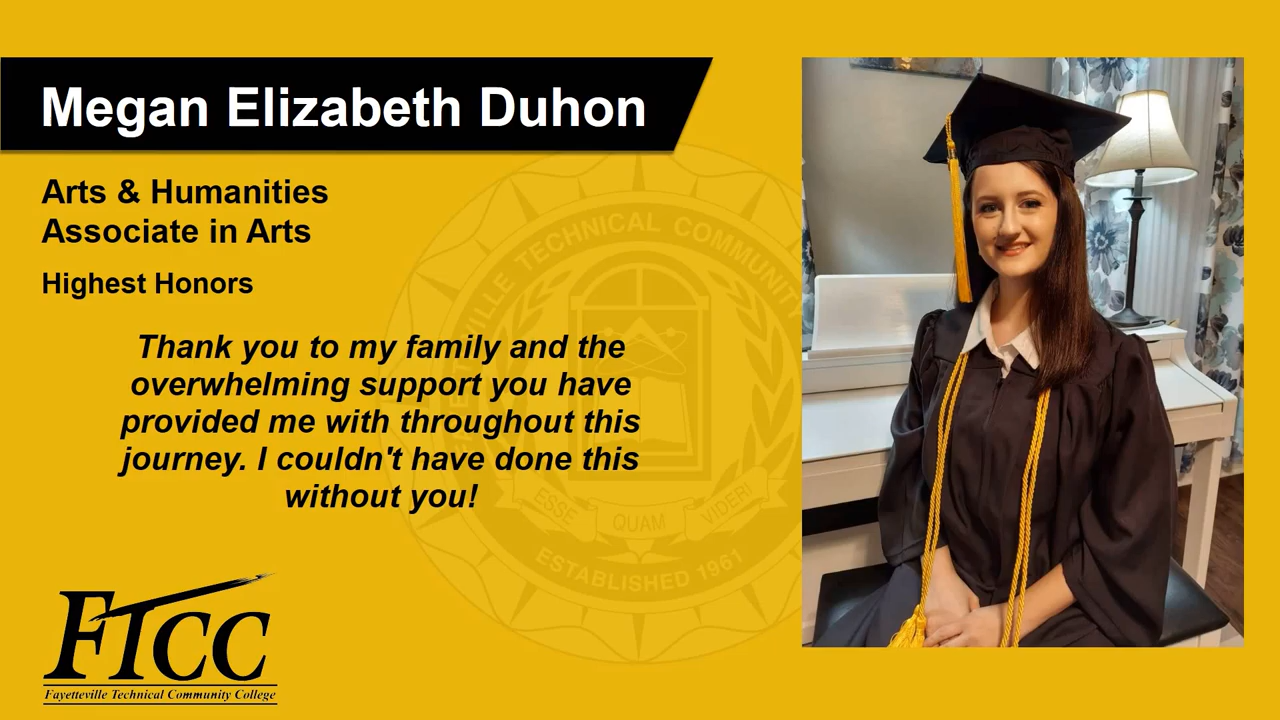 Megan Elizabeth Duhon
Arts & Humanities
Associate in Arts
Highest Honors
Thank you to my family and the
overwhelming support you have
provided me with throughout this
journey. I couldn't have done this
without you!
FAYETTEVILLE TECHNICAL COMMUNITY
ESSE QUAM VIDERI
ESTABLISHED 1961
FTCC
Fayetteville Technical Community College